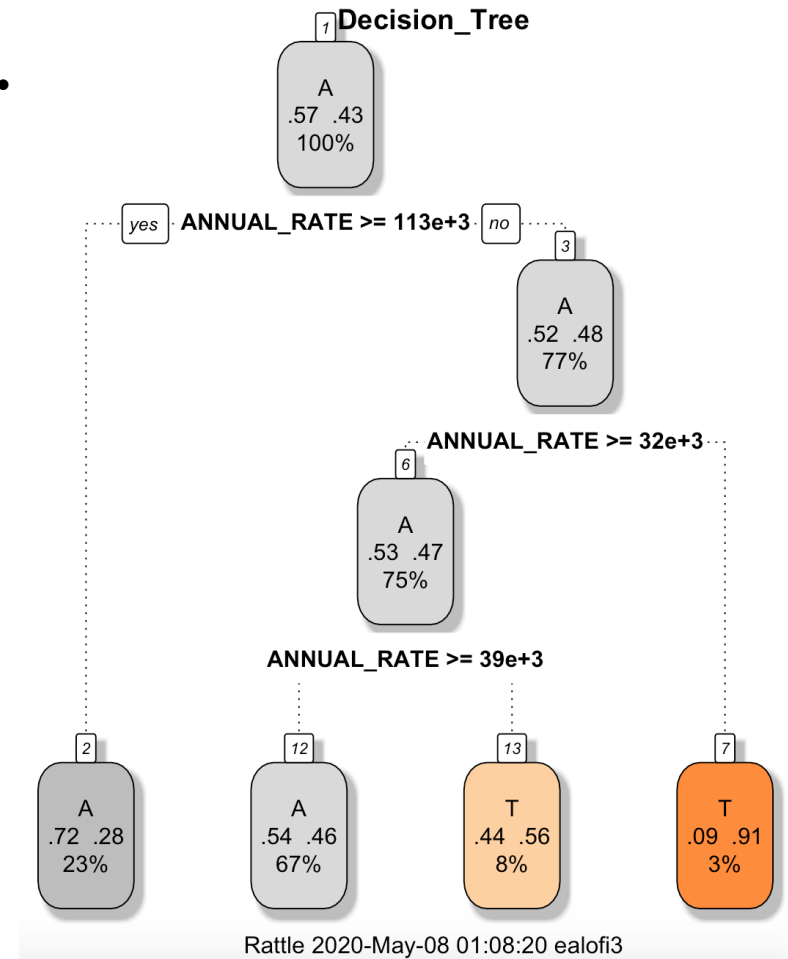 1 Decision_Tree
A
.57 .43
100%
yes ANNUAL_RATE >= 113e+3 no
3
A
.52 .48
77%
ANNUAL_RATE >= 32e+3
6
A
.53 .47
75%
ANNUAL_RATE >= 39e+3
2 12 13 7
A A T T
.72 .28 .54 .46 .44 .56 .09 .91
23% 67% 8% 3%
Rattle 2020-May-08 01:08:20 ealofi3